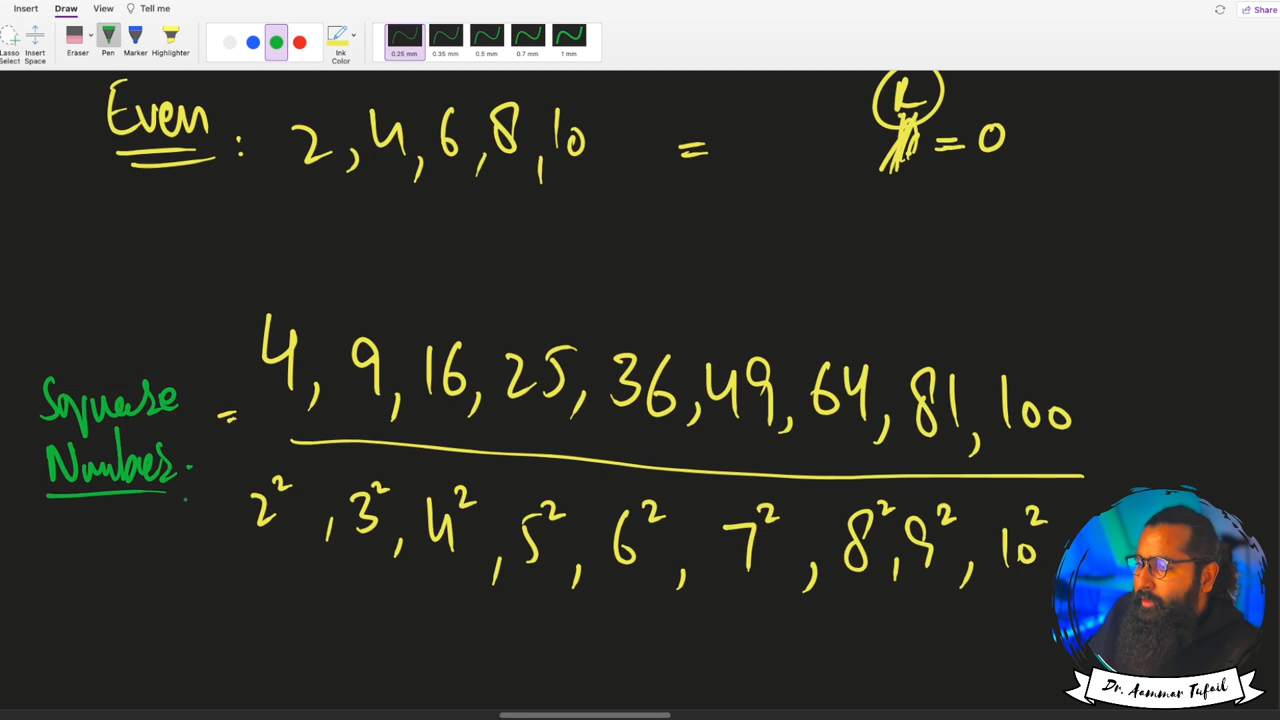 Insert Draw View Tell me Share
Lasso Select Insert Space Eraser Pen Marker Highlighter Ink Color 0.25 mm 0.35 mm 0.5 mm 0.7 mm 1 mm
Even : 2, 4, 6, 8, 10 = = 0
Square Numbers. = 4, 9, 16, 25, 36, 49, 64, 81, 100
2², 3², 4², 5², 6², 7², 8², 9², 10²
Dr. Aammar Tufail